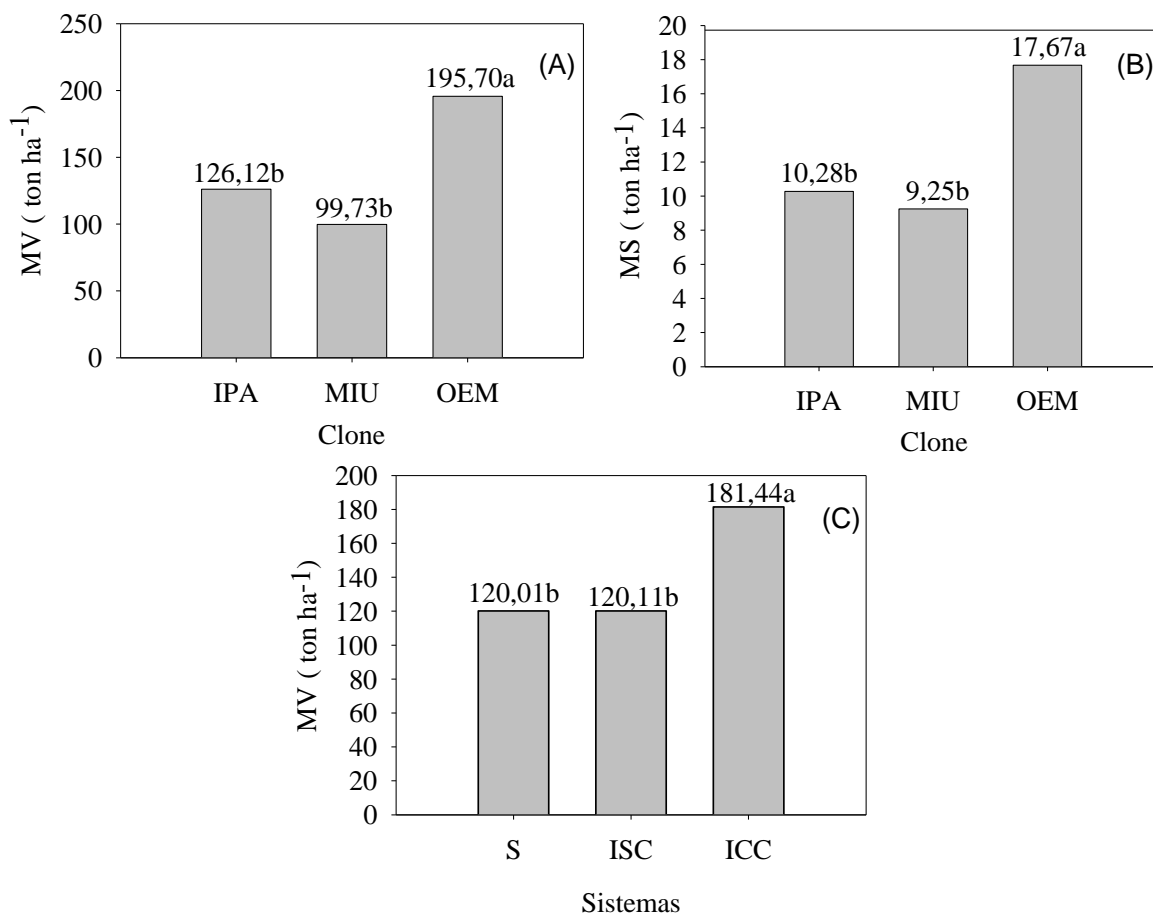 MV ( ton ha-1)
250
200
150
100
50
0
126,12b
99,73b
195,70a
(A)
IPA MIU OEM
Clone
MS (ton ha-1)
20
18
16
14
12
10
8
6
4
2
0
10,28b
9,25b
17,67a
(B)
IPA MIU OEM
Clone
MV ( ton ha-1)
200
180
160
140
120
100
80
60
40
20
0
120,01b
120,11b
181,44a
(C)
S ISC ICC
Sistemas